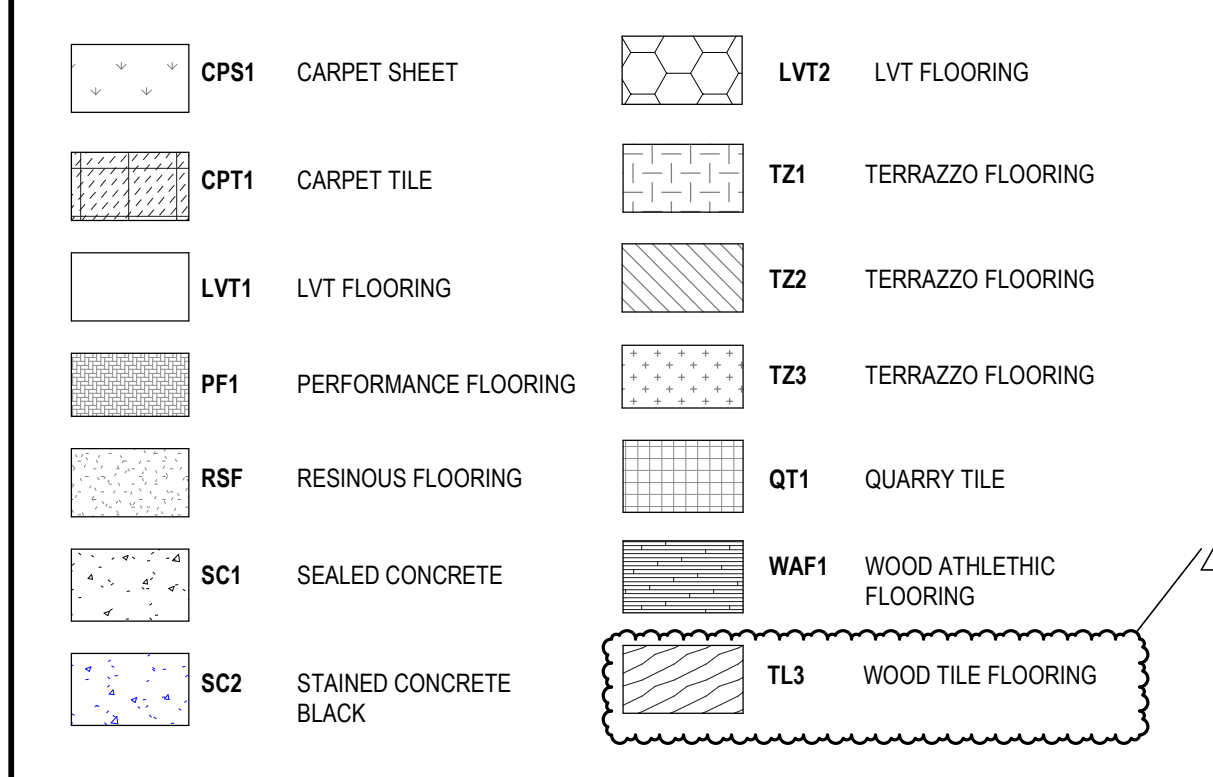 CPS1 CARPET SHEET
CPT1 CARPET TILE
LVT1 LVT FLOORING
PF1 PERFORMANCE FLOORING
RSF RESINOUS FLOORING
SC1 SEALED CONCRETE
SC2 STAINED CONCRETE
BLACK
LVT2 LVT FLOORING
TZ1 TERRAZZO FLOORING
TZ2 TERRAZZO FLOORING
TZ3 TERRAZZO FLOORING
QT1 QUARRY TILE
WAF1 WOOD ATHLETHIC
FLOORING
TL3 WOOD TILE FLOORING